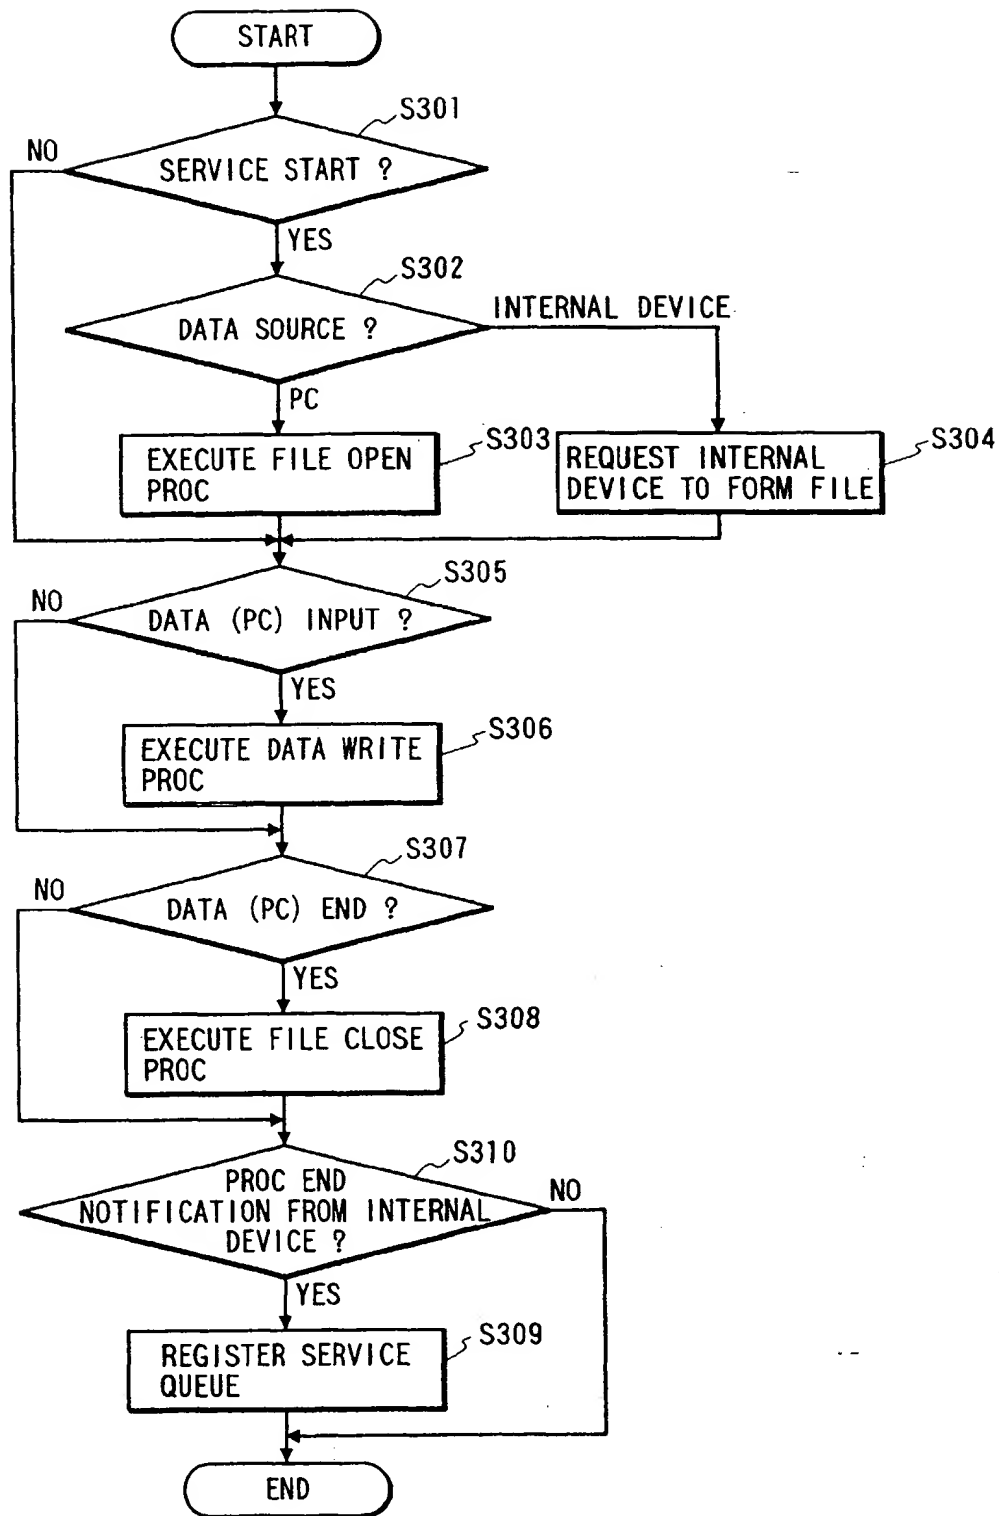 START
S301
NO
SERVICE START ?
YES
S302
INTERNAL DEVICE
DATA SOURCE ?
PC
S303
EXECUTE FILE OPEN
PROC
S304
REQUEST INTERNAL
DEVICE TO FORM FILE
S305
NO
DATA (PC) INPUT ?
YES
S306
EXECUTE DATA WRITE
PROC
S307
NO
DATA (PC) END ?
YES
S308
EXECUTE FILE CLOSE
PROC
S310
PROC END
NOTIFICATION FROM INTERNAL
DEVICE ?
NO
YES
S309
REGISTER SERVICE
QUEUE
END